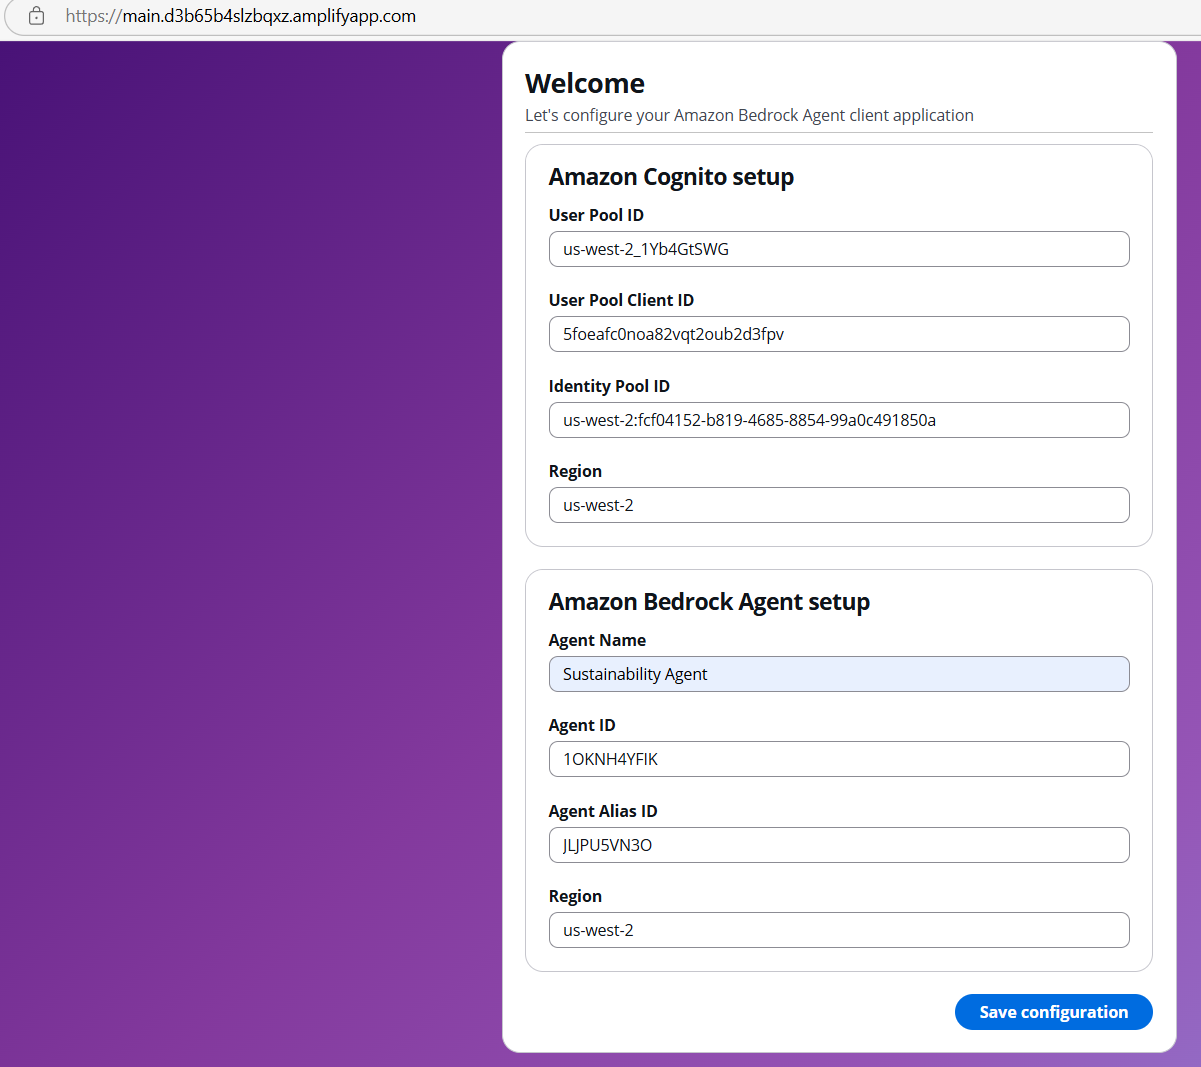 https://main.d3b65b4slzbqxz.amplifyapp.com
Welcome
Let's configure your Amazon Bedrock Agent client application
Amazon Cognito setup
User Pool ID
us-west-2_1Yb4GtSWG
User Pool Client ID
5foeafc0noa82vqt2oub2d3fpv
Identity Pool ID
us-west-2:fcf04152-b819-4685-8854-99a0c491850a
Region
us-west-2
Amazon Bedrock Agent setup
Agent Name
Sustainability Agent
Agent ID
1OKNH4YFIK
Agent Alias ID
JLJPU5VN3O
Region
us-west-2
Save configuration